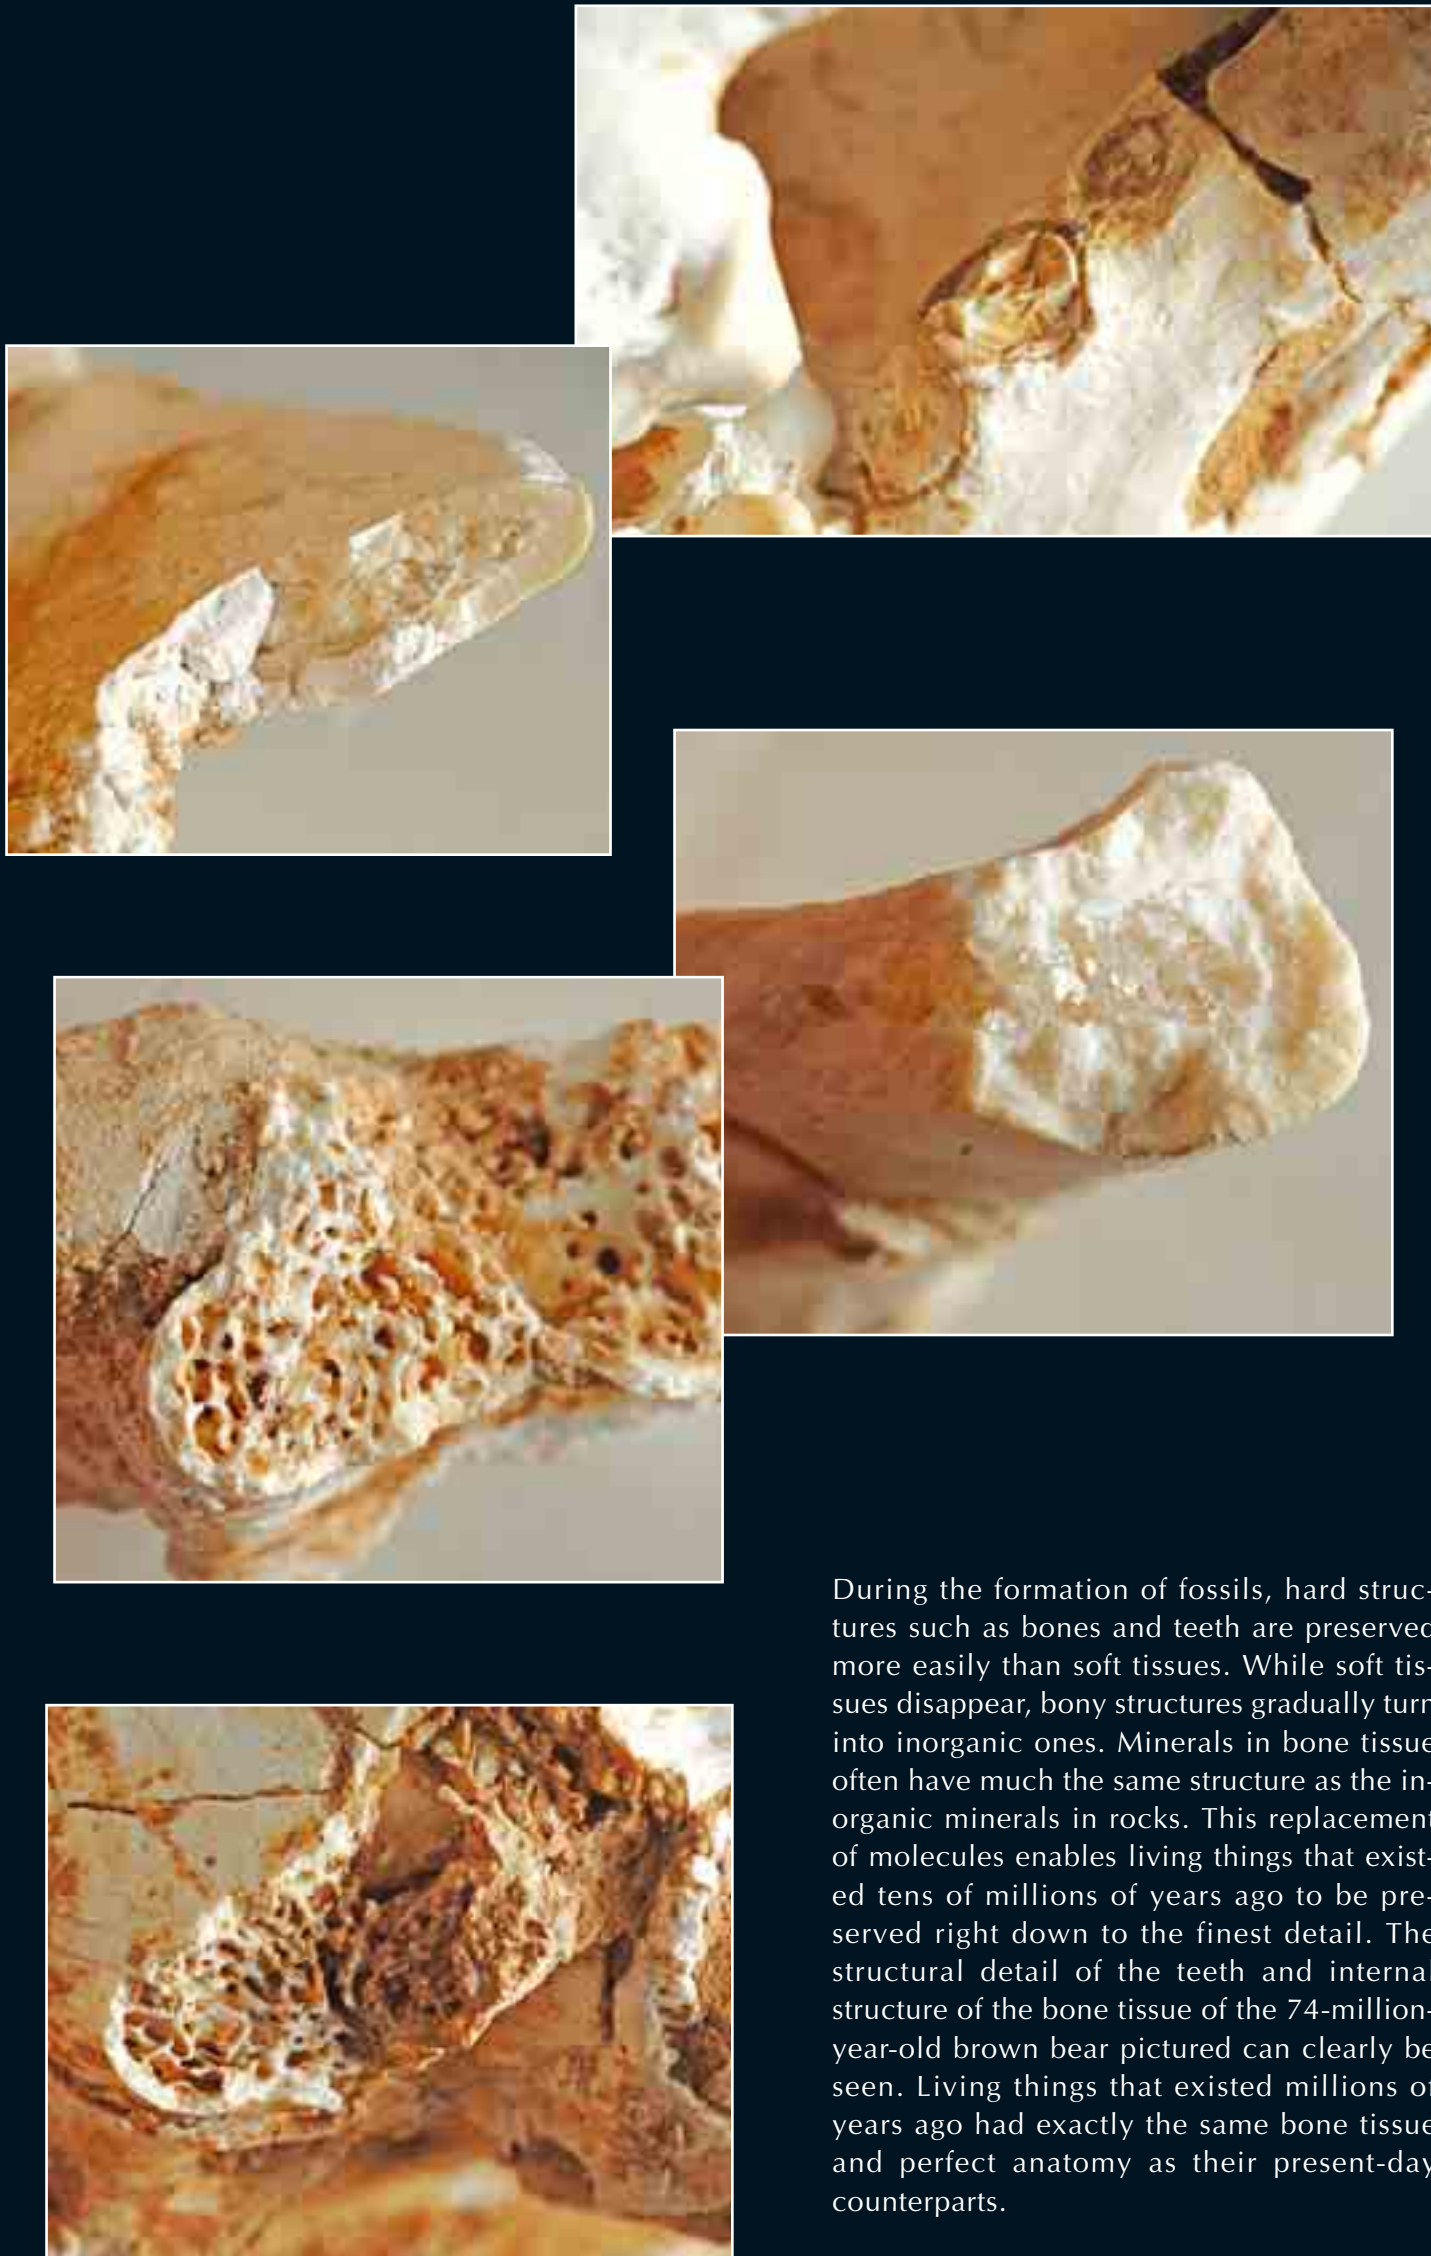 During the formation of fossils, hard struc-
tures such as bones and teeth are preserved
more easily than soft tissues. While soft tis-
sues disappear, bony structures gradually turn
into inorganic ones. Minerals in bone tissue
often have much the same structure as the in-
organic minerals in rocks. This replacement
of molecules enables living things that exist-
ed tens of millions of years ago to be pre-
served right down to the finest detail. The
structural detail of the teeth and internal
structure of the bone tissue of the 74-million-
year-old brown bear pictured can clearly be
seen. Living things that existed millions of
years ago had exactly the same bone tissue
and perfect anatomy as their present-day
counterparts.